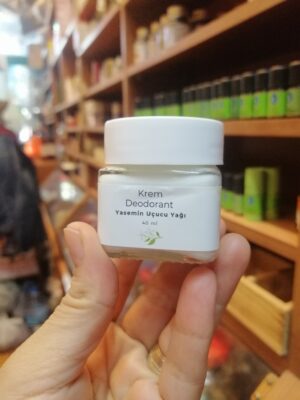 Krem
Deodorant
Yasemin Uçucu Yağı
40 ml